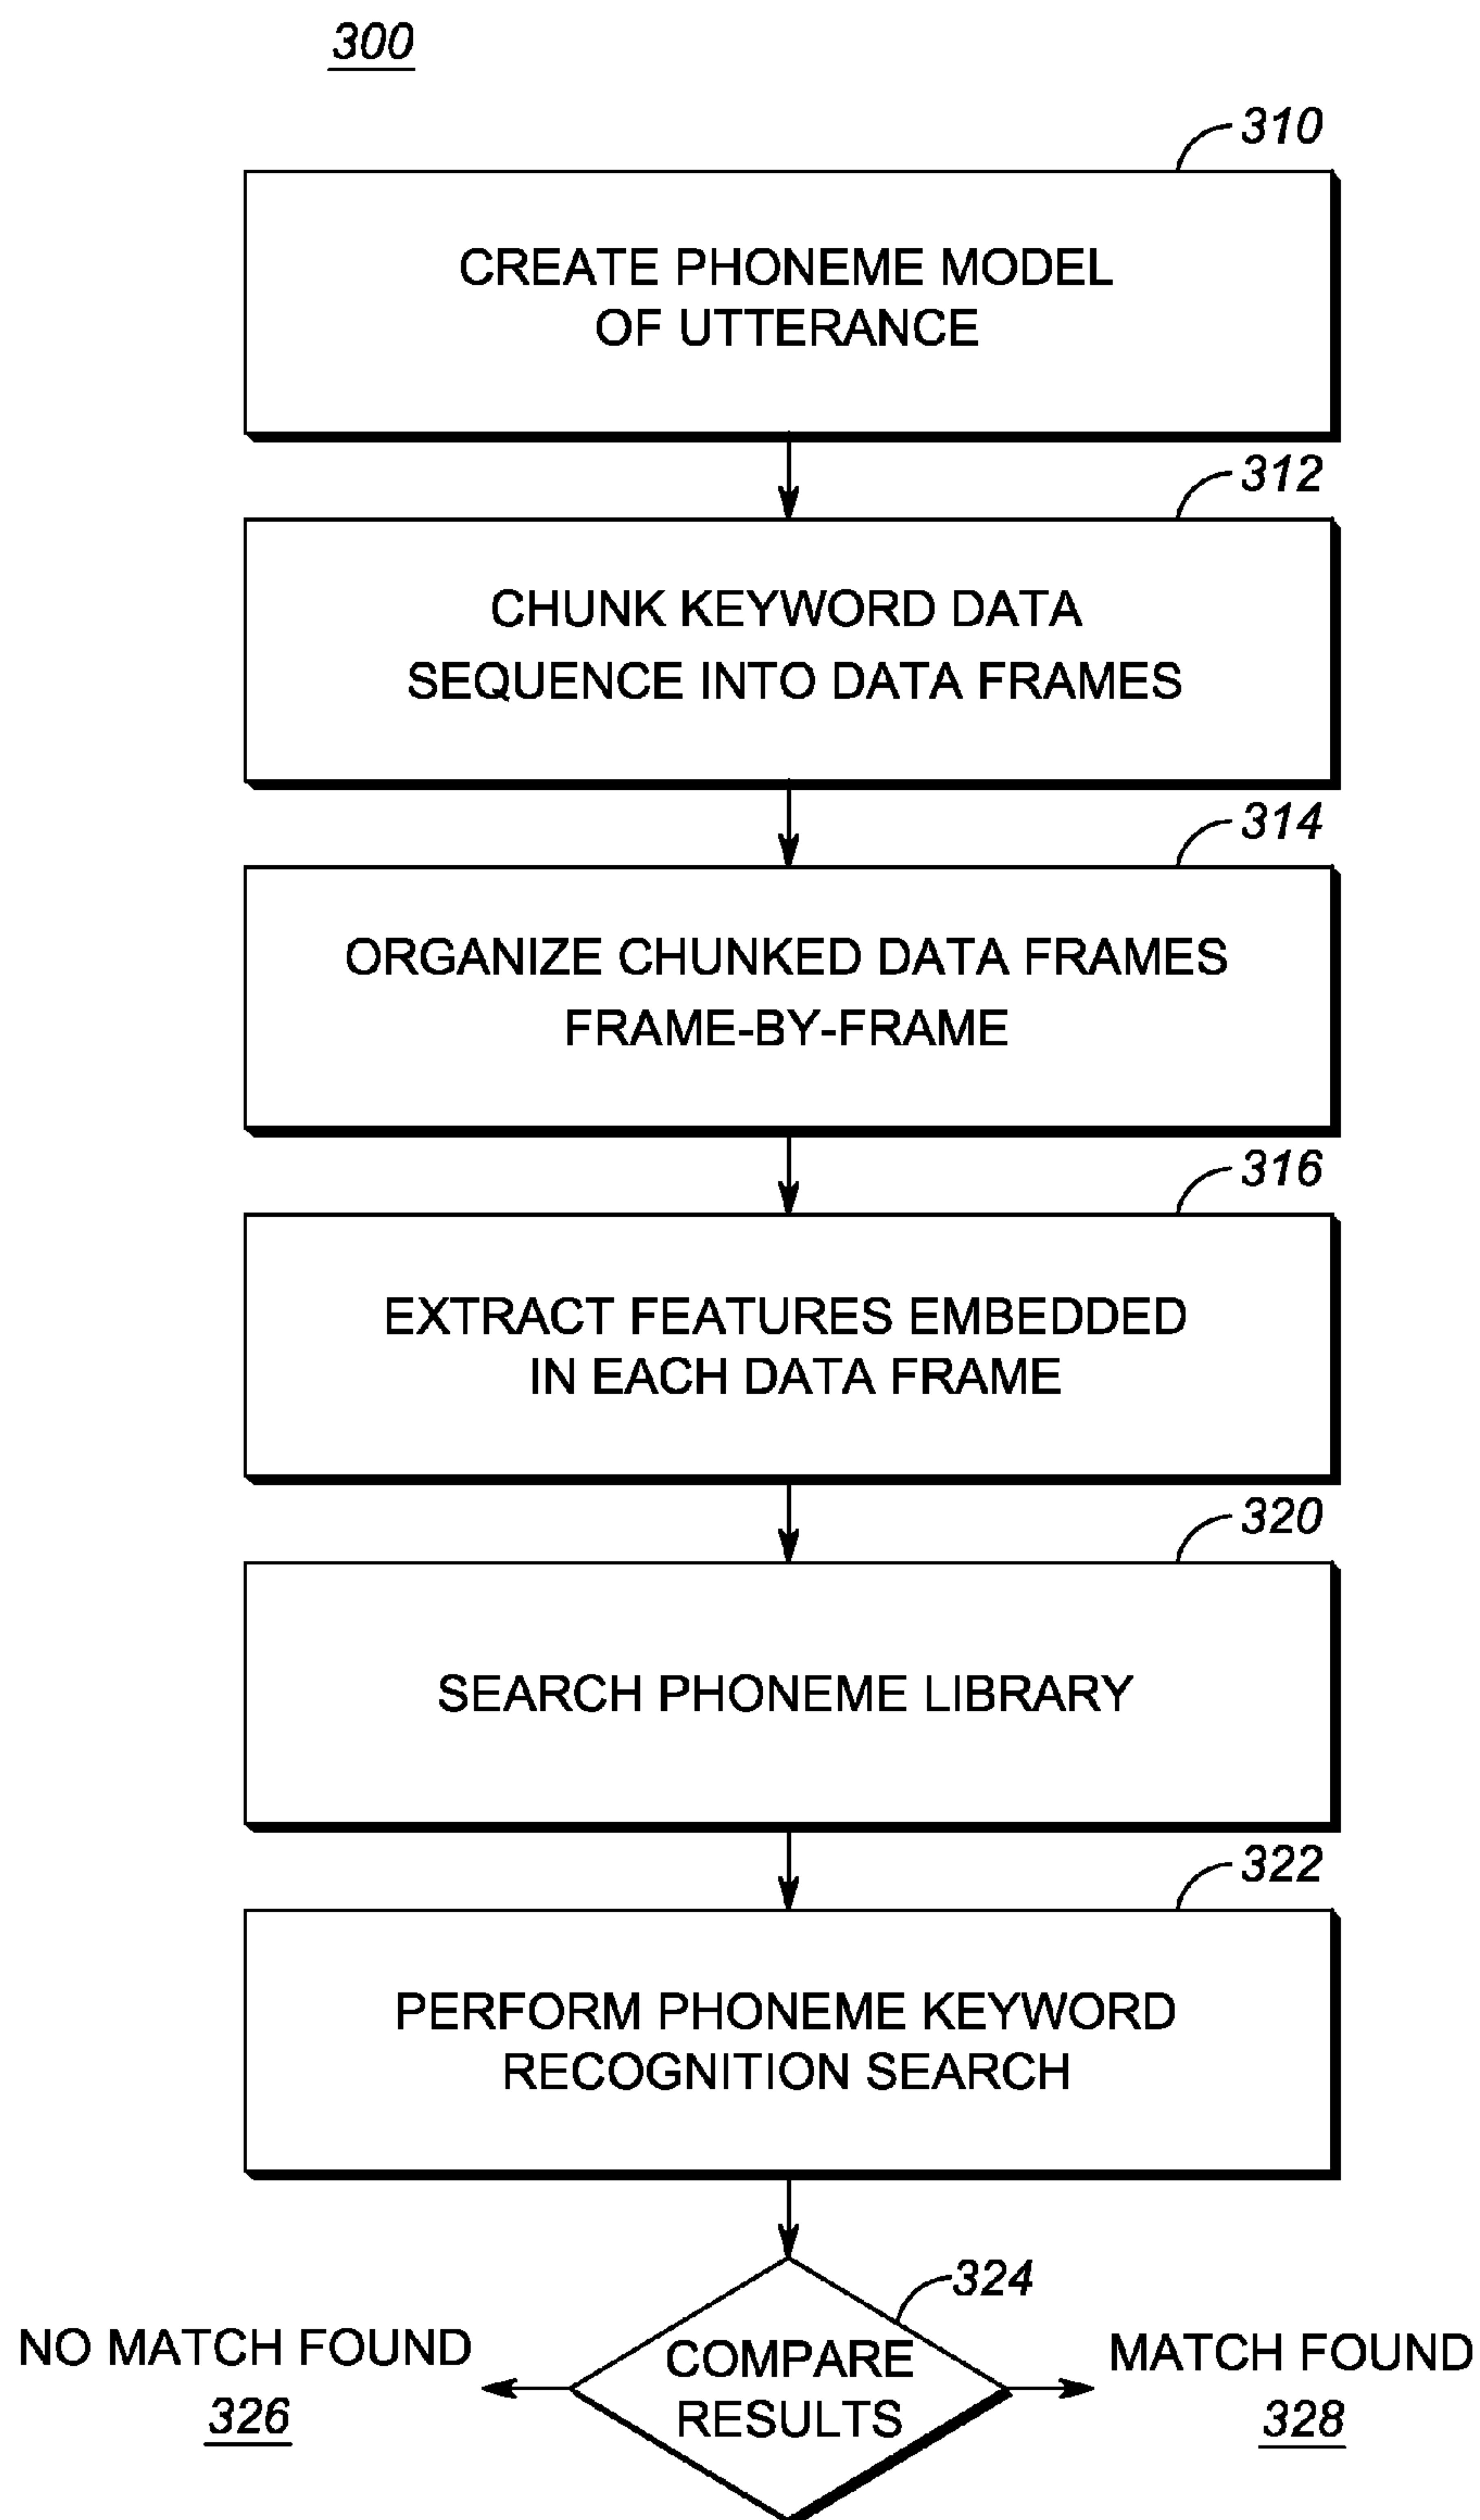 300
310
CREATE PHONEME MODEL
OF UTTERANCE
312
CHUNK KEYWORD DATA
SEQUENCE INTO DATA FRAMES
314
ORGANIZE CHUNKED DATA FRAMES
FRAME-BY-FRAME
316
EXTRACT FEATURES EMBEDDED
IN EACH DATA FRAME
320
SEARCH PHONEME LIBRARY
322
PERFORM PHONEME KEYWORD
RECOGNITION SEARCH
324
NO MATCH FOUND
326
COMPARE
RESULTS
MATCH FOUND
328